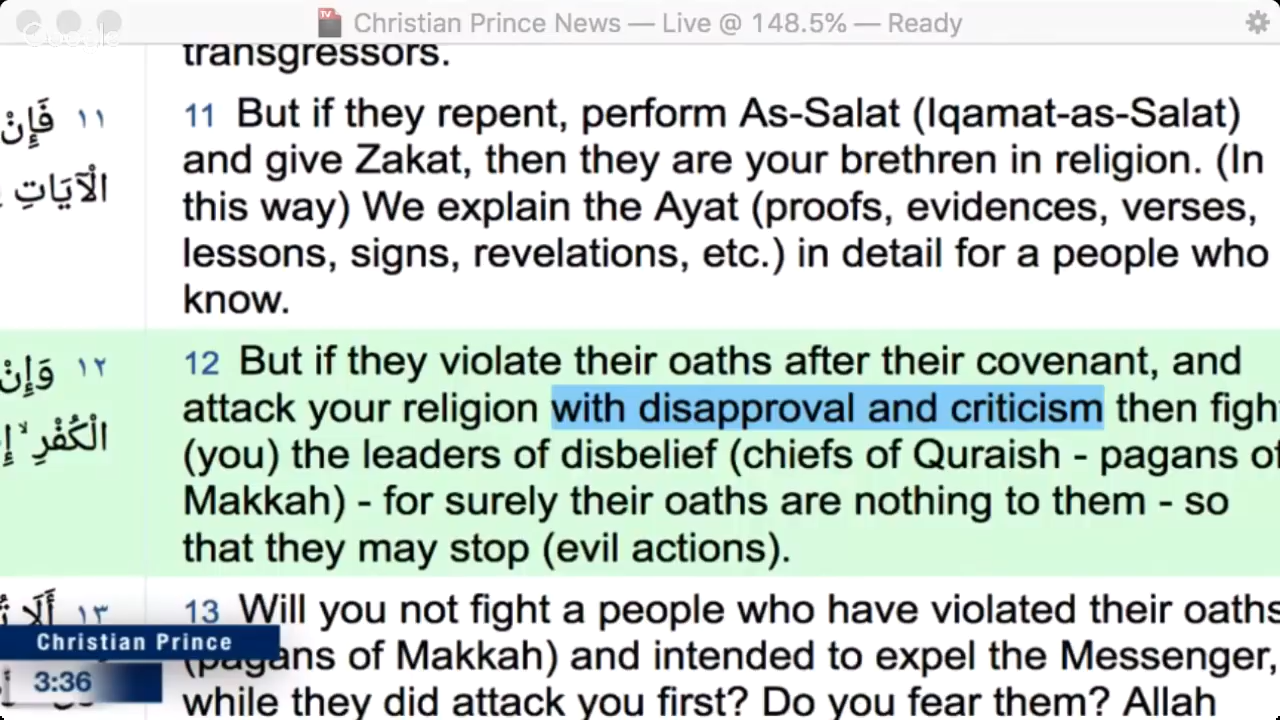 Christian Prince News — Live @ 148.5% — Ready
Google
transgressors.
١١ فَإِنْ
الْآيَاتِ
11 But if they repent, perform As-Salat (Iqamat-as-Salat)
and give Zakat, then they are your brethren in religion. (In
this way) We explain the Ayat (proofs, evidences, verses,
lessons, signs, revelations, etc.) in detail for a people who
know.
١٢ وَإِنْ
الْكُفْرِ ۙ
12 But if they violate their oaths after their covenant, and
attack your religion with disapproval and criticism then figh
(you) the leaders of disbelief (chiefs of Quraish - pagans of
Makkah) - for surely their oaths are nothing to them - so
that they may stop (evil actions).
١٣ أَلَا
13 Will you not fight a people who have violated their oaths
(pagans of Makkah) and intended to expel the Messenger,
while they did attack you first? Do you fear them? Allah
Christian Prince
3:36